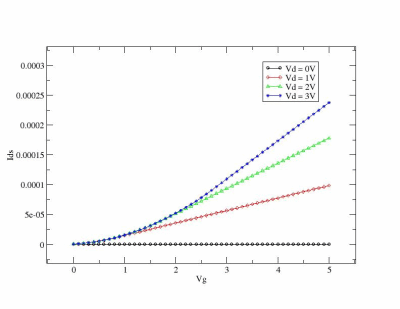 0.0003
0.00025
0.0002
0.00015
0.0001
5e-05
0
Ids
Vd = 0V
Vd = 1V
Vd = 2V
Vd = 3V
0 1 2 3 4 5
Vg